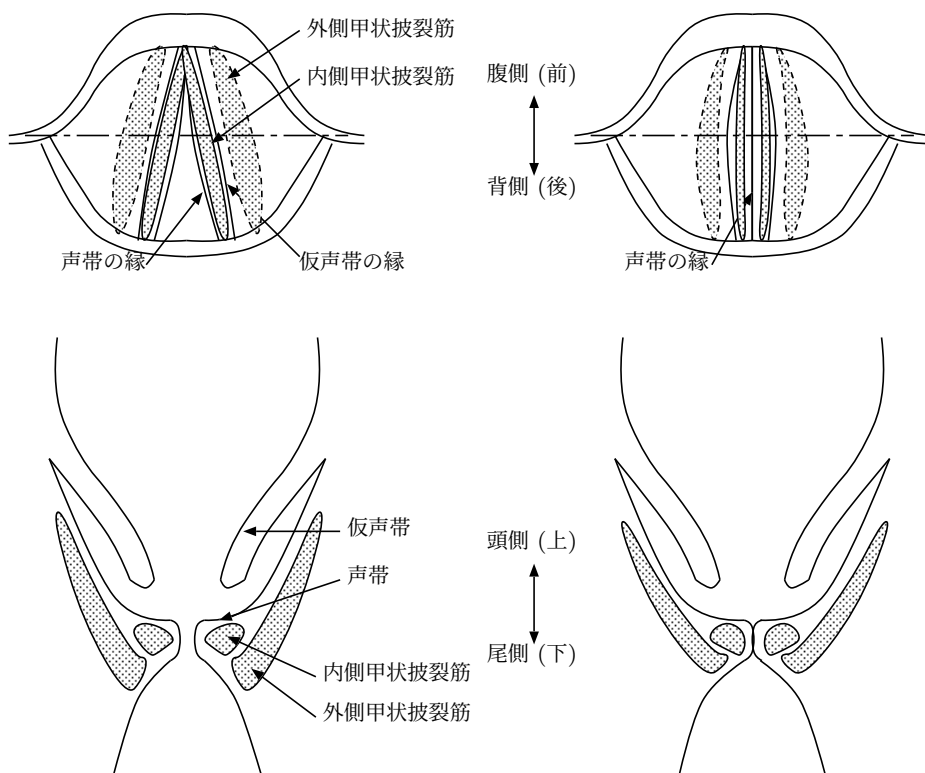 外側甲状披裂筋
内側甲状披裂筋
声帯の縁
仮声帯の縁
腹側 (前)
背側 (後)
声帯の縁
仮声帯
声帯
内側甲状披裂筋
外側甲状披裂筋
頭側 (上)
尾側 (下)